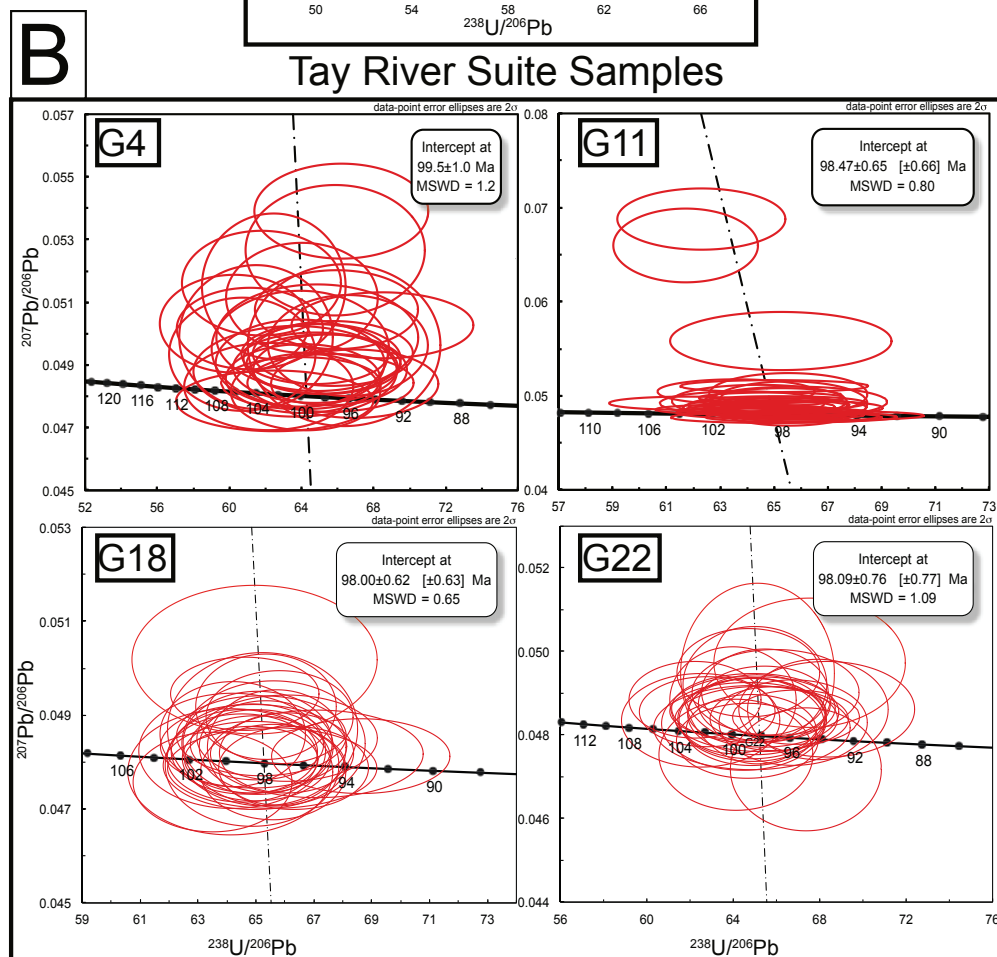 50 54 58 62 66
²³⁸U/²⁰⁶Pb
B
Tay River Suite Samples
data-point error ellipses are 2σ
G4
Intercept at
99.5±1.0 Ma
MSWD = 1.2
0.057
0.055
0.053
0.051
0.049
0.047
0.045
²⁰⁷Pb/²⁰⁶Pb
120 116 112 108 104 100 96 92 88
52 56 60 64 68 72 76
data-point error ellipses are 2σ
G11
Intercept at
98.47±0.65 [±0.66] Ma
MSWD = 0.80
0.08
0.07
0.06
0.05
0.04
110 106 102 98 94 90
57 59 61 63 65 67 69 71 73
data-point error ellipses are 2σ
G18
Intercept at
98.00±0.62 [±0.63] Ma
MSWD = 0.65
0.053
0.051
0.049
0.047
0.045
²⁰⁷Pb/²⁰⁶Pb
106 102 98 94 90
59 61 63 65 67 69 71 73
²³⁸U/²⁰⁶Pb
data-point error ellipses are 2σ
G22
Intercept at
98.09±0.76 [±0.77] Ma
MSWD = 1.09
0.052
0.050
0.048
0.046
0.044
112 108 104 100 G22 96 92 88
56 60 64 68 72 76
²³⁸U/²⁰⁶Pb